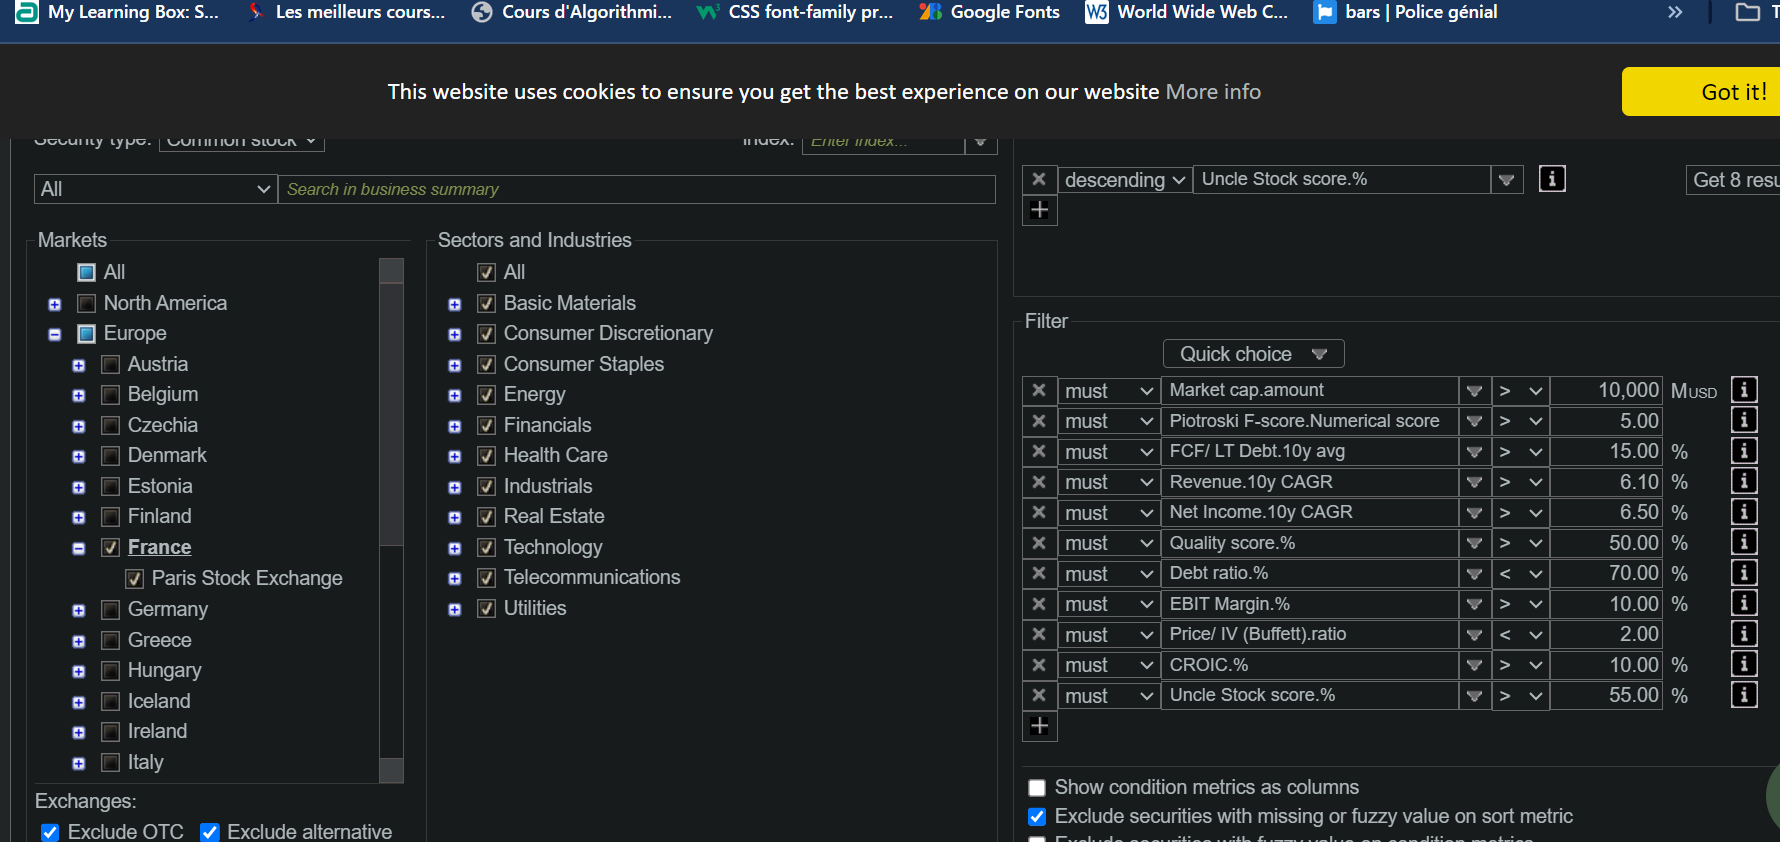 My Learning Box: S... Les meilleurs cours... Cours d'Algorithmi... CSS font-family pr... Google Fonts World Wide Web C... bars | Police génial »
This website uses cookies to ensure you get the best experience on our website More info
Got it!
Security type: Common stock
Index: Enter index...
All Search in business summary
Markets
All
North America
Europe
Austria
Belgium
Czechia
Denmark
Estonia
Finland
France
Paris Stock Exchange
Germany
Greece
Hungary
Iceland
Ireland
Italy
Exchanges:
Exclude OTC Exclude alternative
Sectors and Industries
All
Basic Materials
Consumer Discretionary
Consumer Staples
Energy
Financials
Health Care
Industrials
Real Estate
Technology
Telecommunications
Utilities
descending Uncle Stock score.% i Get 8 resu
+
Filter
Quick choice
must Market cap.amount > 10,000 MUSD i
must Piotroski F-score.Numerical score > 5.00 i
must FCF/ LT Debt.10y avg > 15.00 % i
must Revenue.10y CAGR > 6.10 % i
must Net Income.10y CAGR > 6.50 % i
must Quality score.% > 50.00 % i
must Debt ratio.% < 70.00 % i
must EBIT Margin.% > 10.00 % i
must Price/ IV (Buffett).ratio < 2.00 i
must CROIC.% > 10.00 % i
must Uncle Stock score.% > 55.00 % i
+
Show condition metrics as columns
Exclude securities with missing or fuzzy value on sort metric
Exclude securities with fuzzy value on condition metrics